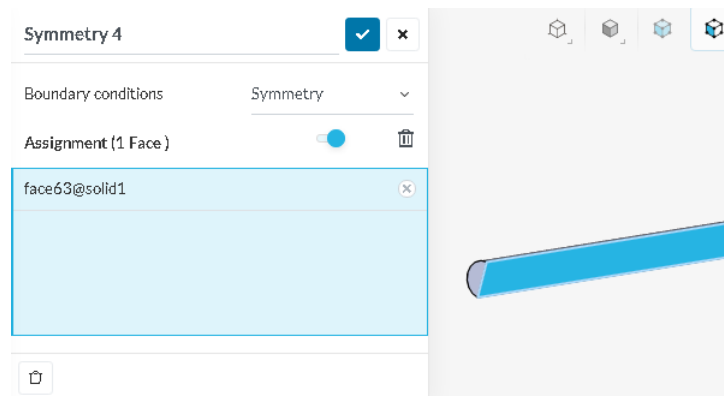 Symmetry 4
Boundary conditions Symmetry
Assignment (1 Face )
face63@solid1